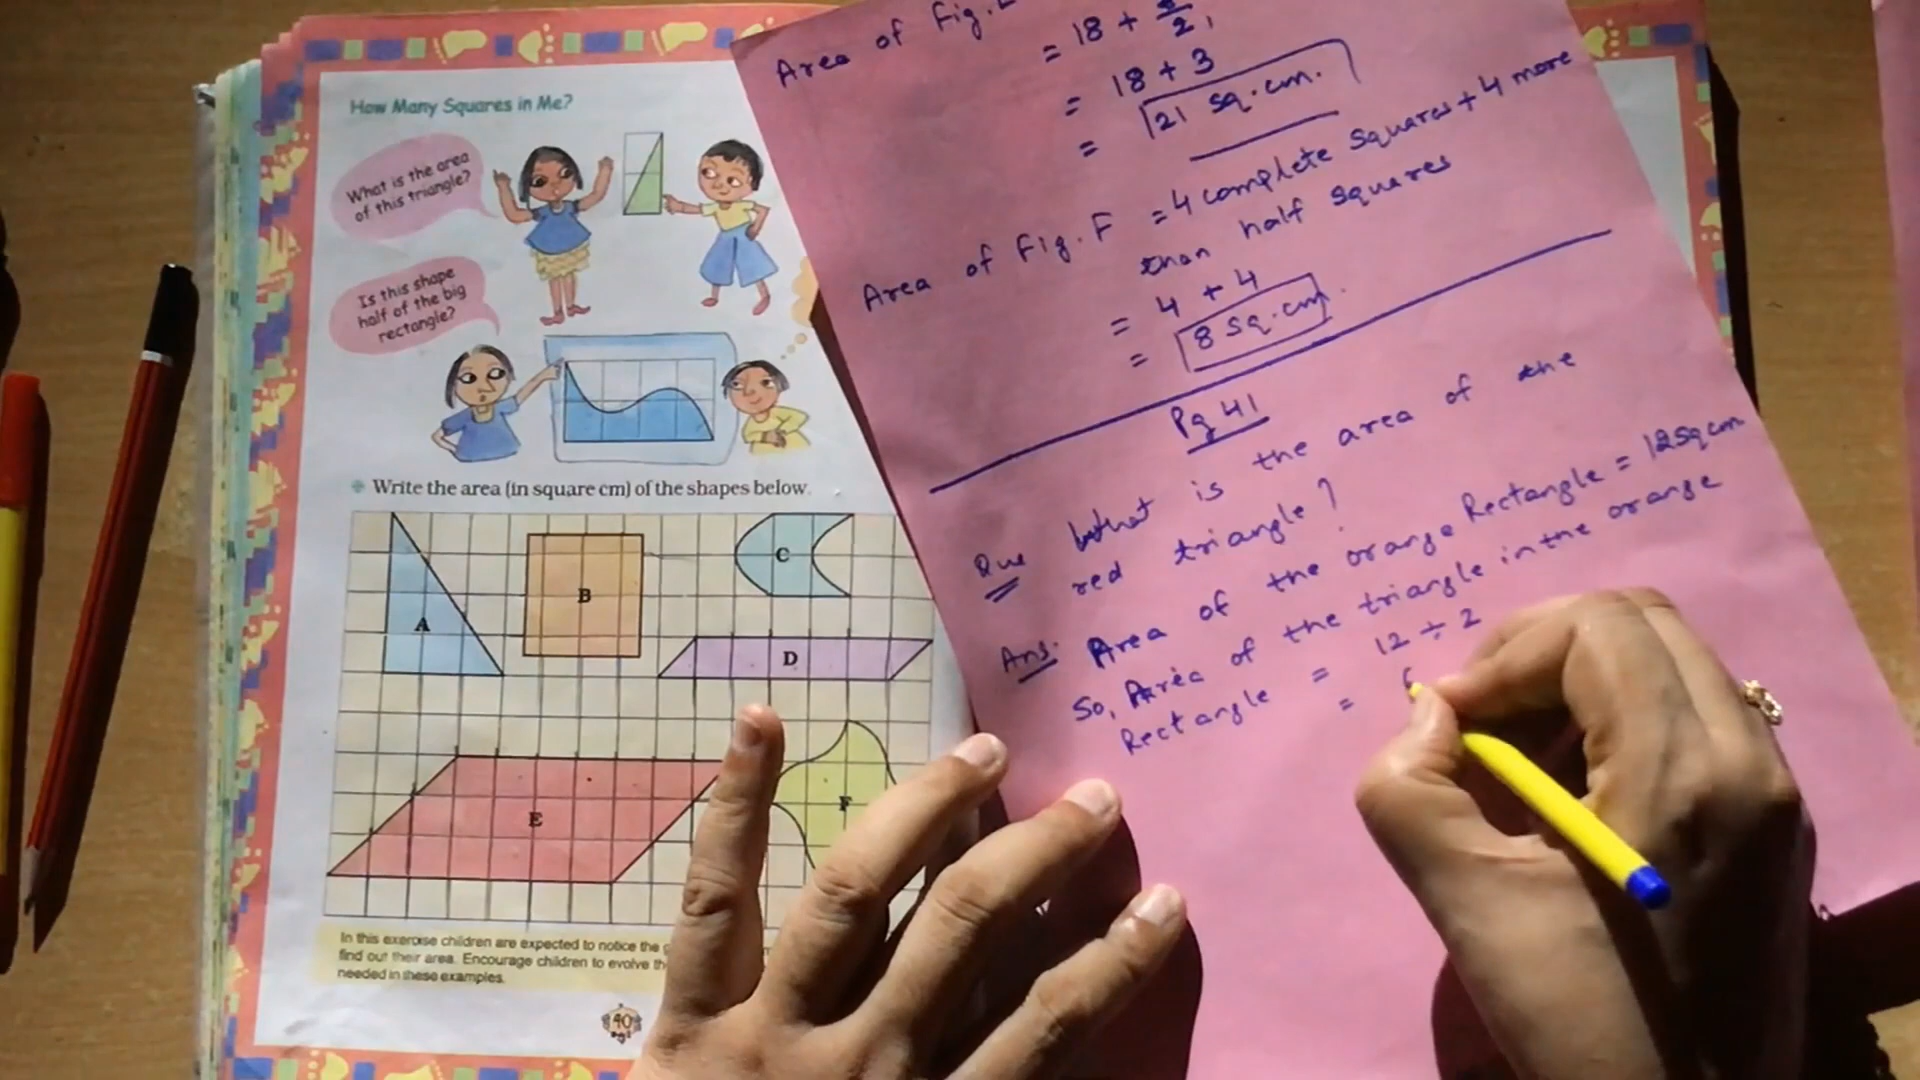 How Many Squares in Me?
What is the area
of this triangle?
Is this shape
half of the big
rectangle?
Write the area (in square cm) of the shapes below.
A
B
C
D
E
F
In this exercise children are expected to notice the
find out their area. Encourage children to evolve
needed in these examples.
40
Area of Fig.
= 18 +
= 18 + 3
= 21 sq.cm.
Area of Fig. F = 4 complete squares + 4 more
than half squares
= 4 + 4
= 8 sq.cm.
Pg 41
Que What is the area of the
red triangle?
Ans: Area of the orange Rectangle = 12 sq cm
So, Area of the triangle in the orange
Rectangle = 12 ÷ 2
= 6